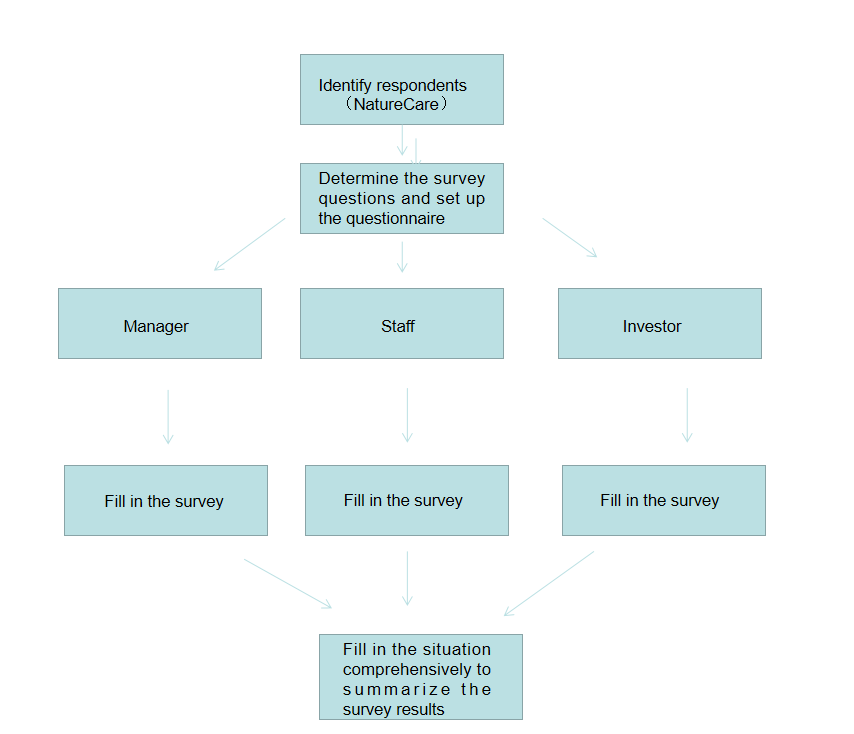 Identify respondents
（NatureCare）
Determine the survey
questions and set up
the questionnaire
Manager
Staff
Investor
Fill in the survey
Fill in the survey
Fill in the survey
Fill in the situation
comprehensively to
summarize the
survey results